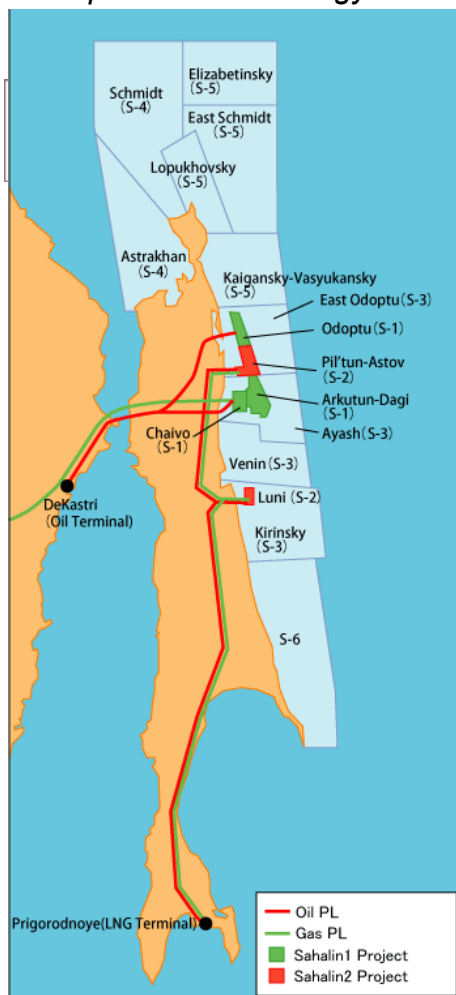 Schmidt
(S-4)
Elizabetinsky
(S-5)
East Schmidt
(S-5)
Lopukhovsky
(S-5)
Astrakhan
(S-4)
Kaigansky-Vasyukansky
(S-5)
East Odoptu(S-3)
Odoptu(S-1)
Pil'tun-Astov
(S-2)
Arkutun-Dagi
(S-1)
Chaivo
(S-1)
Ayash(S-3)
Venin(S-3)
DeKastri
(Oil Terminal)
Luni(S-2)
Kirinsky
(S-3)
S-6
Prigorodnoye(LNG Terminal)
Oil PL
Gas PL
Sahalin1 Project
Sahalin2 Project